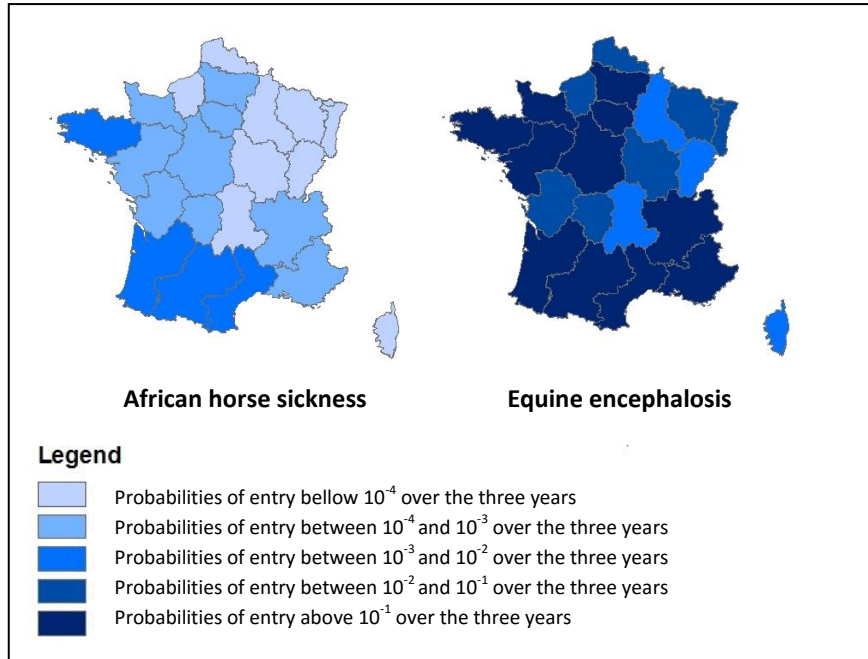 African horse sickness
Equine encephalosis
Legend
Probabilities of entry bellow 10⁻⁴ over the three years
Probabilities of entry between 10⁻⁴ and 10⁻³ over the three years
Probabilities of entry between 10⁻³ and 10⁻² over the three years
Probabilities of entry between 10⁻² and 10⁻¹ over the three years
Probabilities of entry above 10⁻¹ over the three years